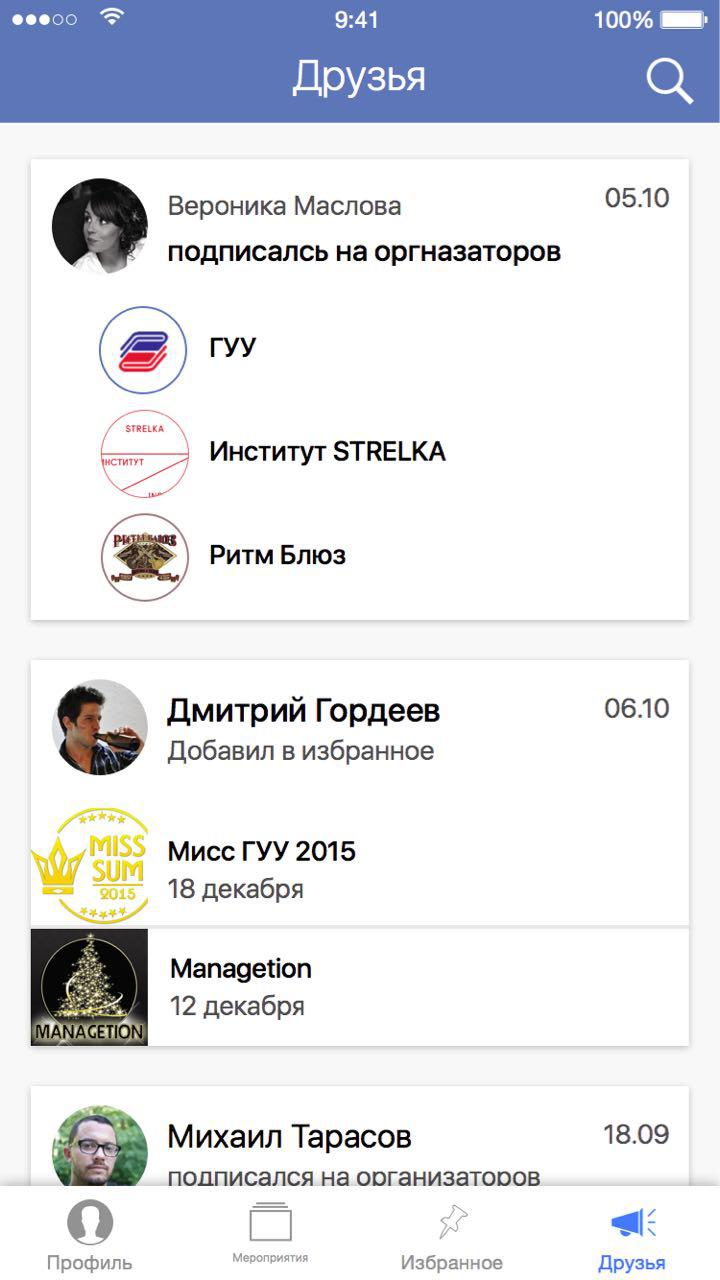 9:41
100%
Друзья
Вероника Маслова
05.10
подписалсь на оргназаторов
ГУУ
STRELKA
ИНСТИТУТ
Институт STRELKA
РИТМ БЛЮЗ
Ритм Блюз
Дмитрий Гордеев
06.10
Добавил в избранное
MISS
SUM
2015
Мисс ГУУ 2015
18 декабря
MANAGETION
Managetion
12 декабря
Михаил Тарасов
18.09
подписался на организаторов
Профиль
Мероприятия
Избранное
Друзья